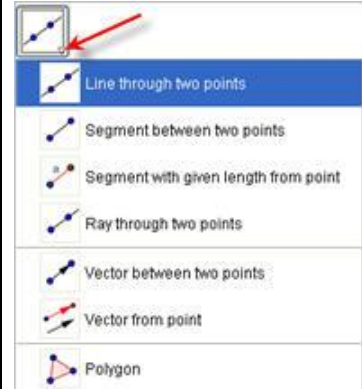 Line through two points
Segment between two points
a
Segment with given length from point
Ray through two points
Vector between two points
Vector from point
Polygon